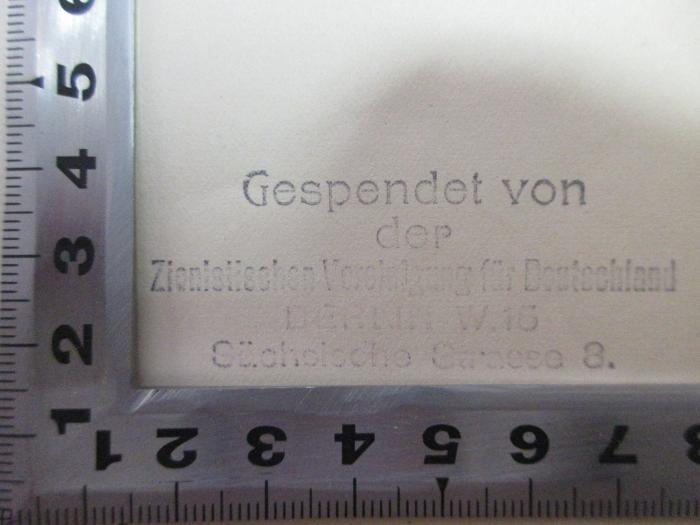 6
5
4
3
2
1
Gespendet von
der
Zionistischen Vereinigung für Deutschland
BERLIN W.15
Sächsische Strasse 8.
1 2 3 4 5 6 7 8